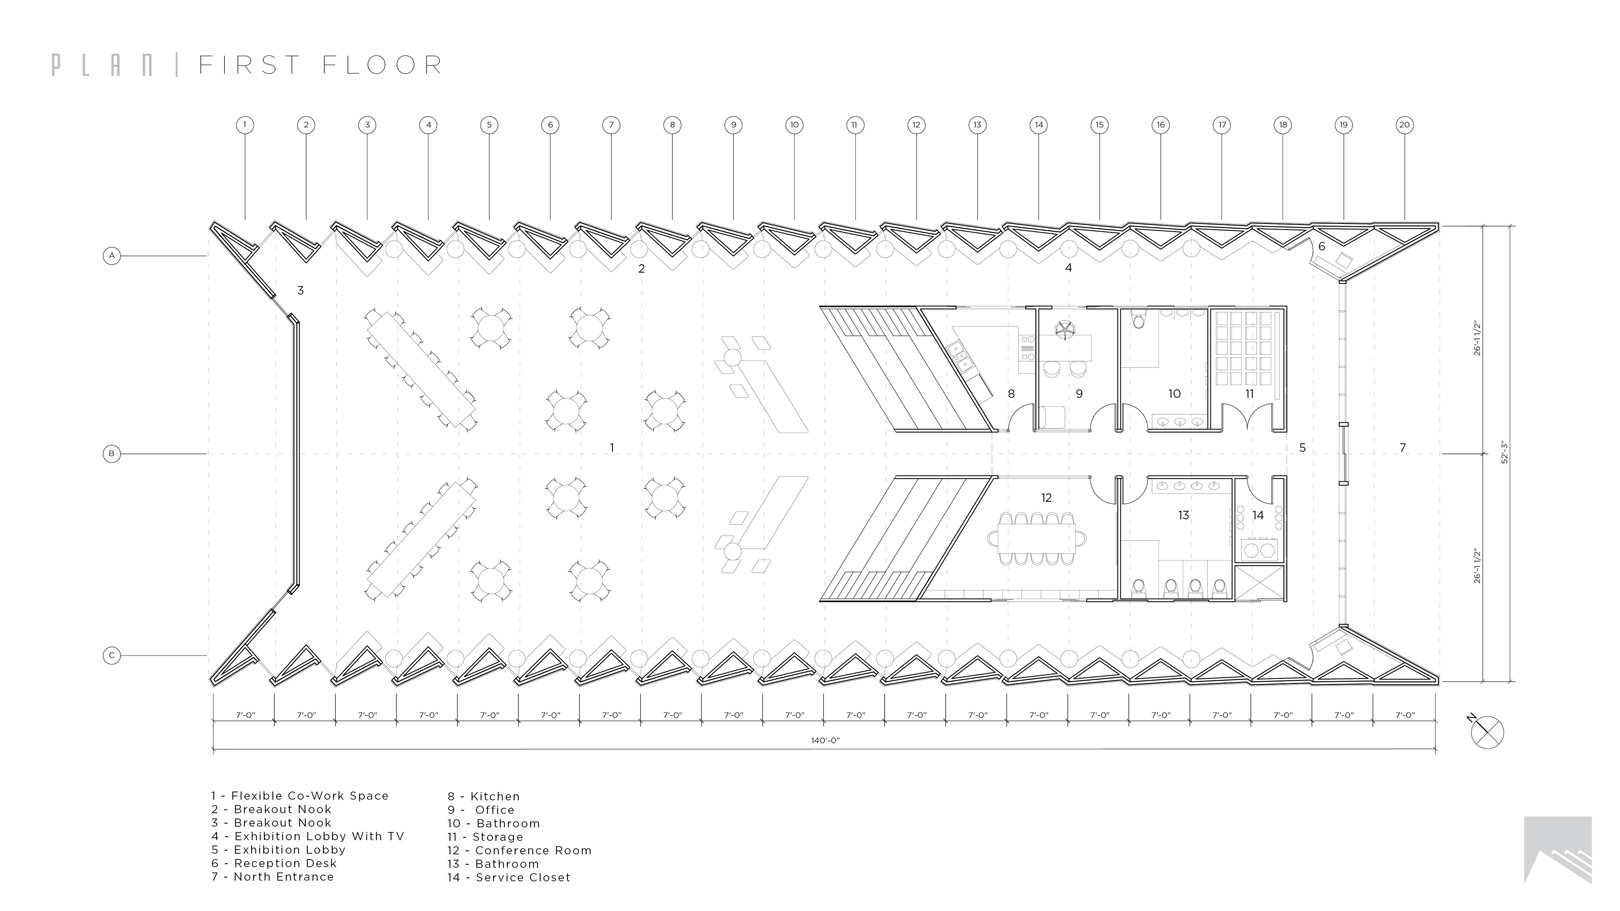 PLAN | FIRST FLOOR
1 2 3 4 5 6 7 8 9 10 11 12 13 14 15 16 17 18 19 20
A
B
C
6
2
4
3
8
9
10
11
1
5
7
12
13
14
26'-1 1/2"
52'-3"
26'-1 1/2"
7'-0" 7'-0" 7'-0" 7'-0" 7'-0" 7'-0" 7'-0" 7'-0" 7'-0" 7'-0" 7'-0" 7'-0" 7'-0" 7'-0" 7'-0" 7'-0" 7'-0" 7'-0" 7'-0" 7'-0"
140'-0"
N
1 - Flexible Co-Work Space
2 - Breakout Nook
3 - Breakout Nook
4 - Exhibition Lobby With TV
5 - Exhibition Lobby
6 - Reception Desk
7 - North Entrance
8 - Kitchen
9 - Office
10 - Bathroom
11 - Storage
12 - Conference Room
13 - Bathroom
14 - Service Closet